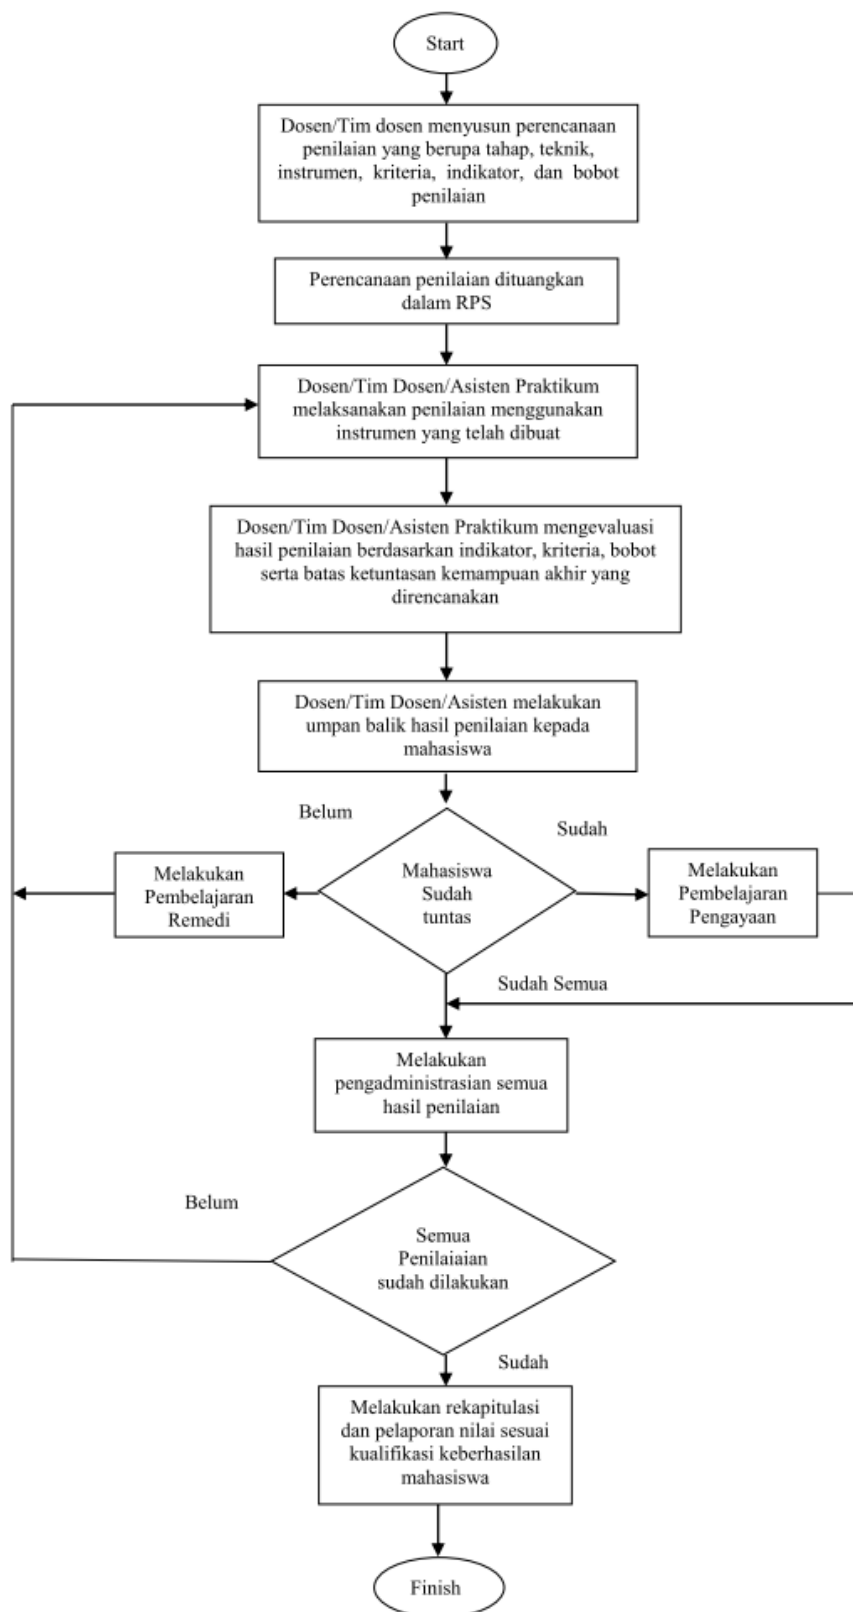 Start
Dosen/Tim dosen menyusun perencanaan
penilaian yang berupa tahap, teknik,
instrumen, kriteria, indikator, dan bobot
penilaian
Perencanaan penilaian dituangkan
dalam RPS
Dosen/Tim Dosen/Asisten Praktikum
melaksanakan penilaian menggunakan
instrumen yang telah dibuat
Dosen/Tim Dosen/Asisten Praktikum mengevaluasi
hasil penilaian berdasarkan indikator, kriteria, bobot
serta batas ketuntasan kemampuan akhir yang
direncanakan
Dosen/Tim Dosen/Asisten melakukan
umpan balik hasil penilaian kepada
mahasiswa
Belum
Sudah
Melakukan
Pembelajaran
Remedi
Mahasiswa
Sudah
tuntas
Melakukan
Pembelajaran
Pengayaan
Sudah Semua
Melakukan
pengadministrasian semua
hasil penilaian
Belum
Semua
Penilaiaian
sudah dilakukan
Sudah
Melakukan rekapitulasi
dan pelaporan nilai sesuai
kualifikasi keberhasilan
mahasiswa
Finish